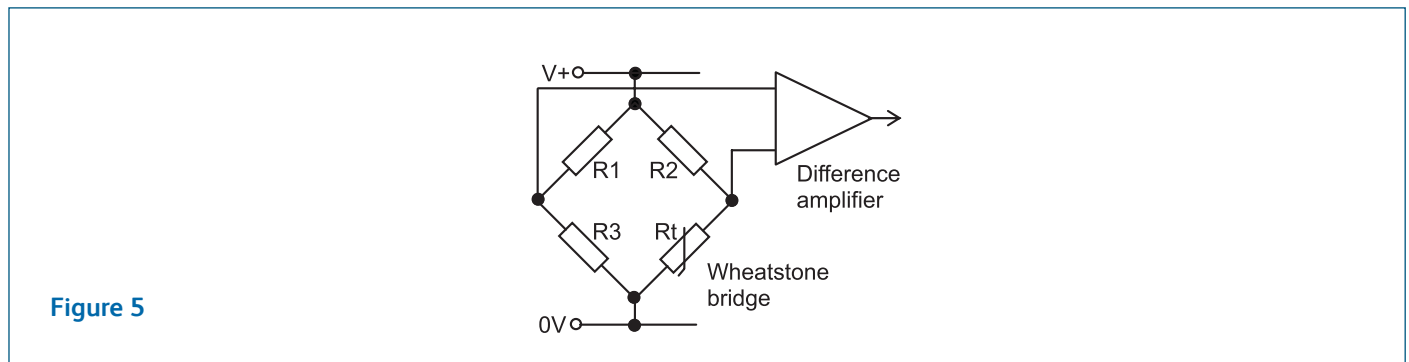 V+
R1
R2
Difference
amplifier
R3
Rt
Wheatstone
bridge
Figure 5
0V